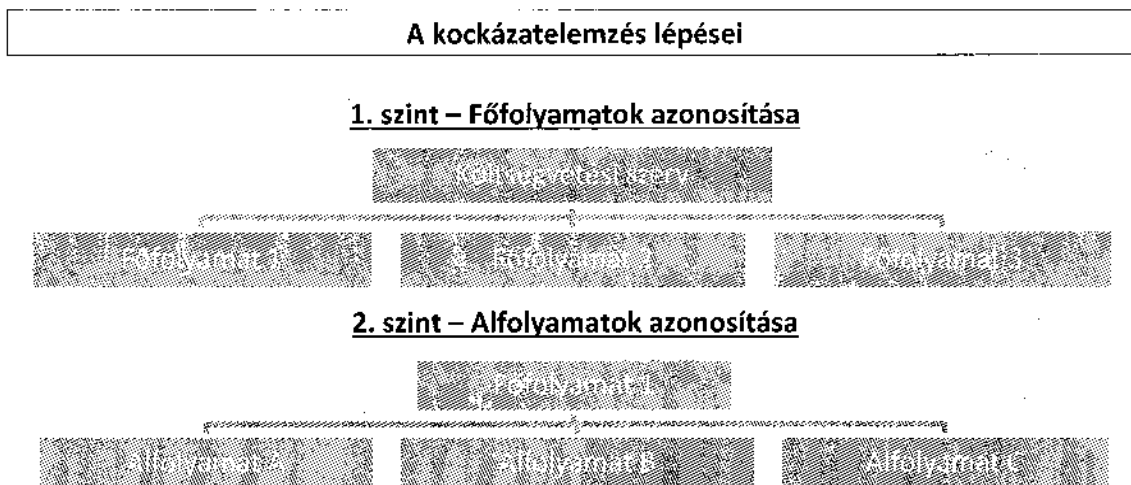 A kockázatelemzés lépései
1. szint – Főfolyamatok azonosítása
Költségvetési szerv
Főfolyamat 1 Főfolyamat 2 Főfolyamat 3
2. szint – Alfolyamatok azonosítása
Főfolyamat 1
Alfolyamat A Alfolyamat B Alfolyamat C